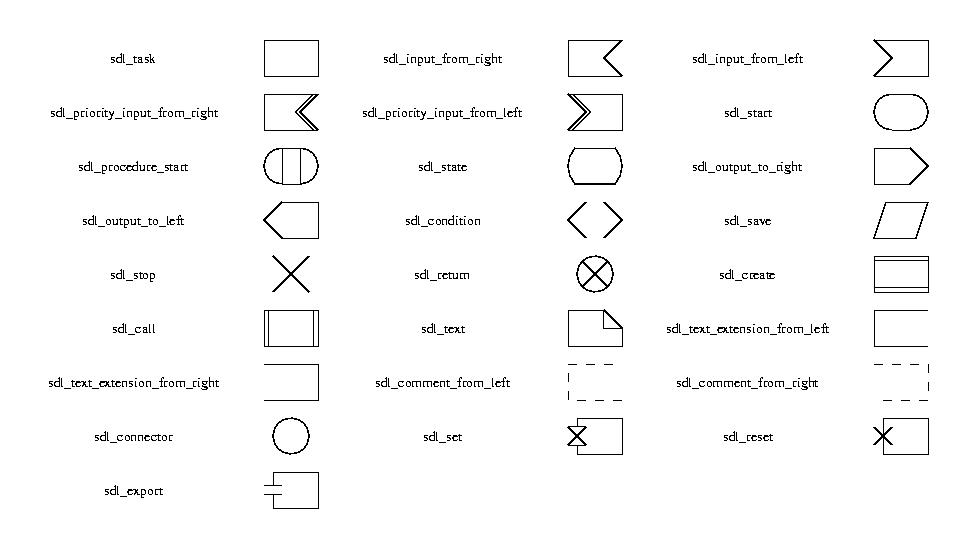 sdl_task sdl_input_from_right sdl_input_from_left
sdl_priority_input_from_right sdl_priority_input_from_left sdl_start
sdl_procedure_start sdl_state sdl_output_to_right
sdl_output_to_left sdl_condition sdl_save
sdl_stop sdl_return sdl_create
sdl_call sdl_text sdl_text_extension_from_left
sdl_text_extension_from_right sdl_comment_from_left sdl_comment_from_right
sdl_connector sdl_set sdl_reset
sdl_export